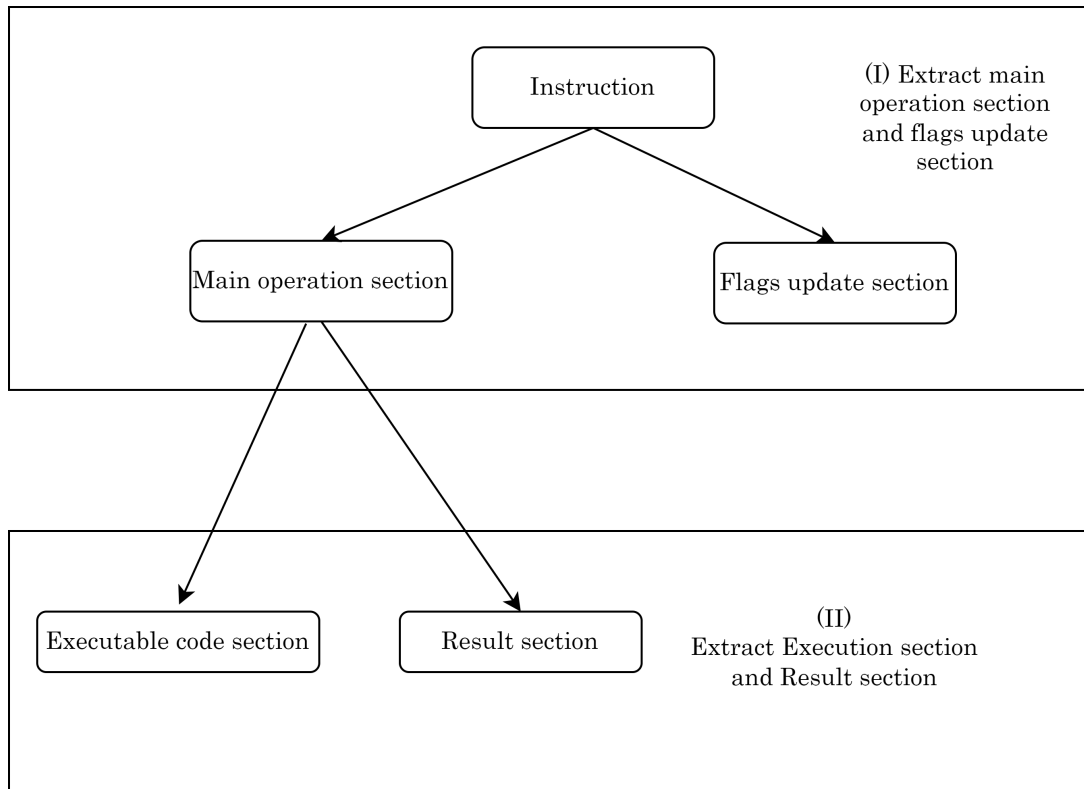 Instruction
(I) Extract main
operation section
and flags update
section
Main operation section
Flags update section
Executable code section
Result section
(II)
Extract Execution section
and Result section